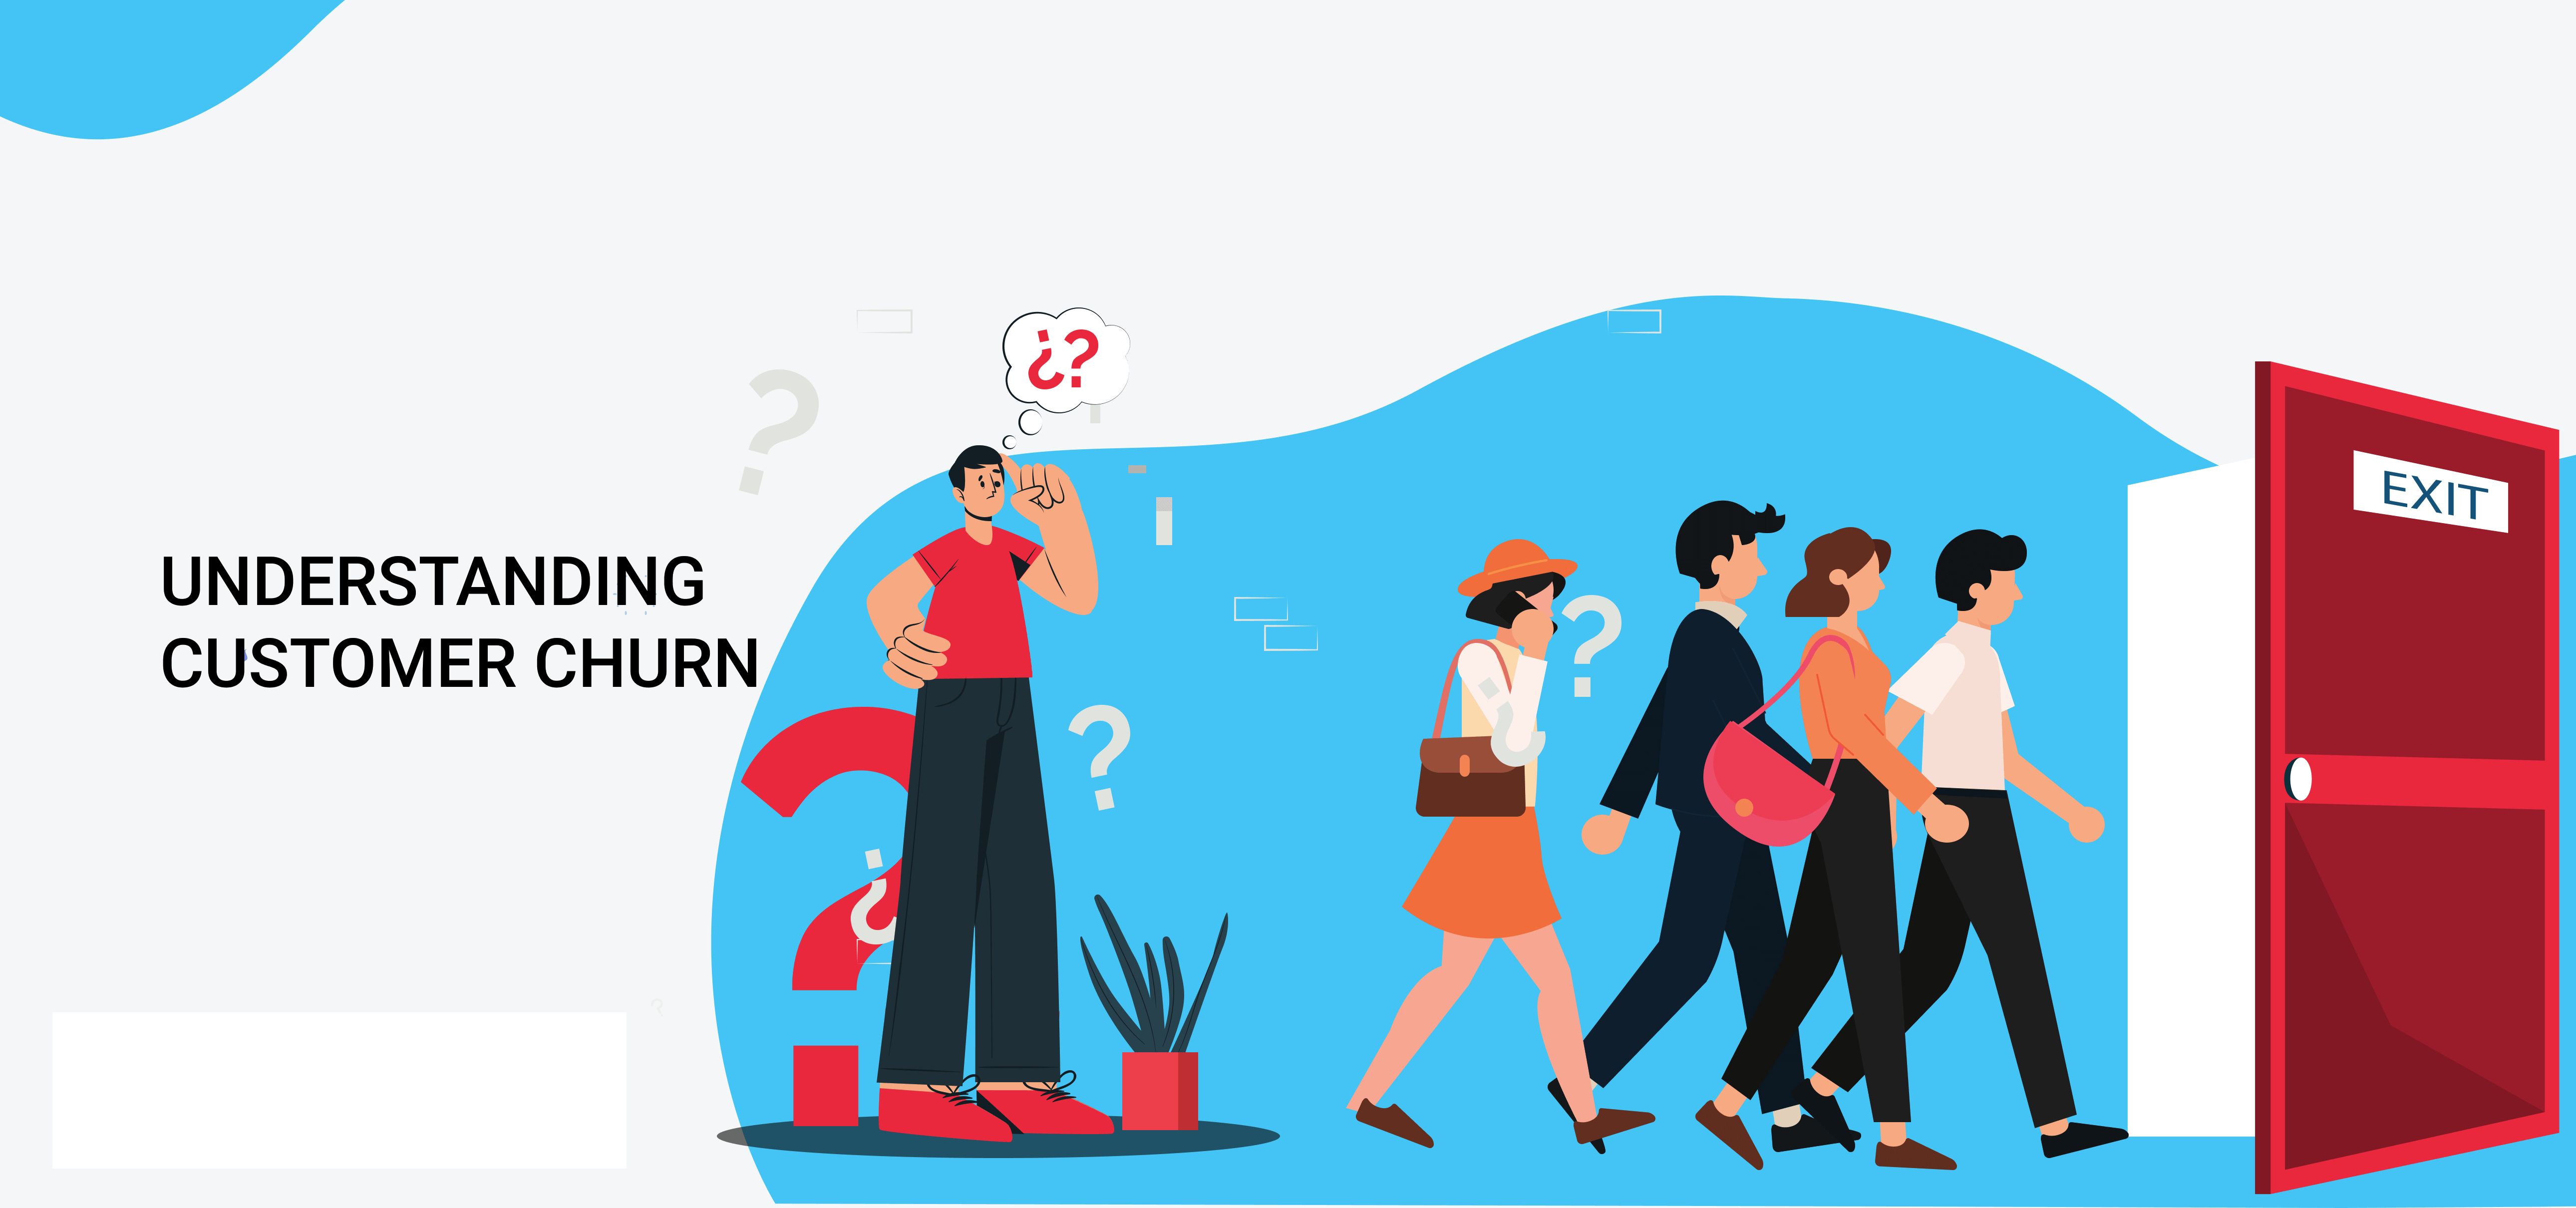 ¿?
UNDERSTANDING
CUSTOMER CHURN
EXIT